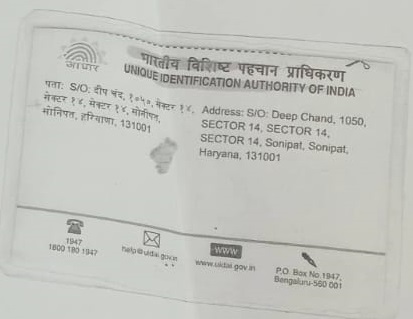 आधार
भारतीय विशिष्ट पहचान प्राधिकरण
UNIQUE IDENTIFICATION AUTHORITY OF INDIA
पता: S/O: दीप चंद, १०५०, सेक्टर १४,
सेक्टर १४, सेक्टर १४, सोनीपत,
सोनिपत, हरियाणा, 131001
Address: S/O: Deep Chand, 1050,
SECTOR 14, SECTOR 14,
SECTOR 14, Sonipat, Sonipat,
Haryana, 131001
1947
1800 180 1947
help@uidai.gov.in
WWW
www.uidai.gov.in
P.O. Box No.1947,
Bengaluru-560 001